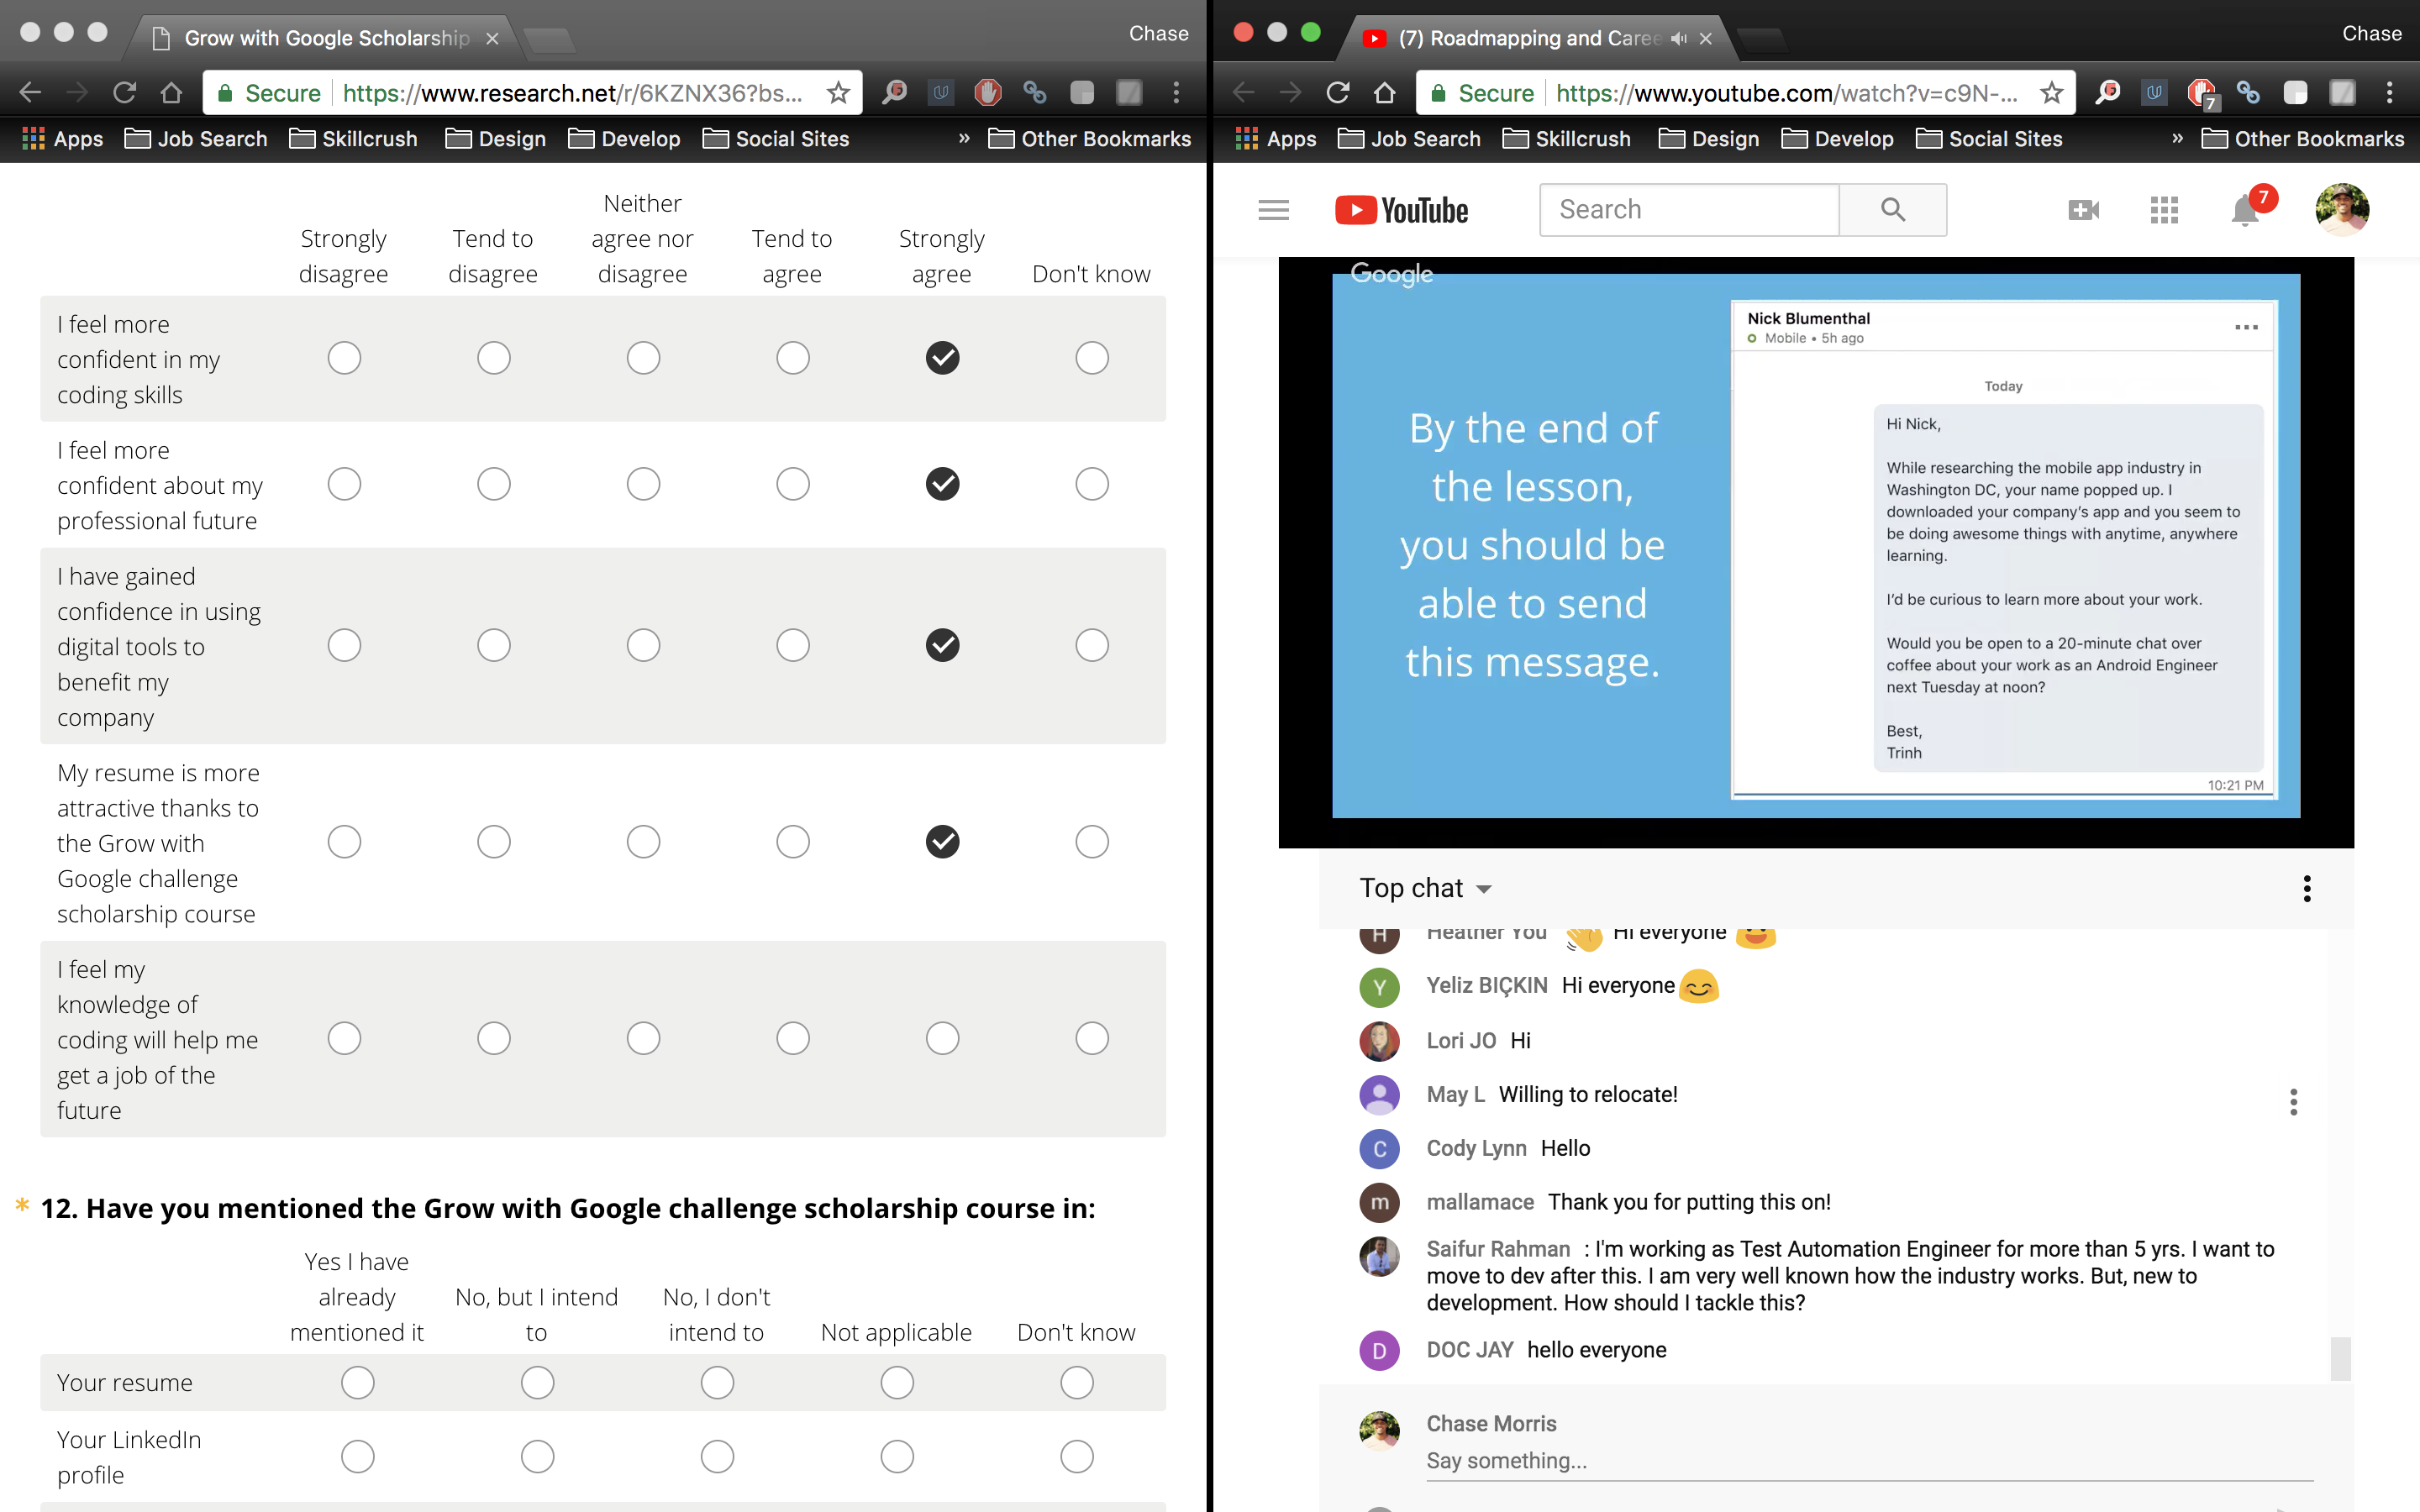 Grow with Google Scholarship
Chase
Secure
https://www.research.net/r/6KZNX36?bs...
Apps
Job Search
Skillcrush
Design
Develop
Social Sites
»
Other Bookmarks
Strongly disagree
Tend to disagree
Neither agree nor disagree
Tend to agree
Strongly agree
Don't know
I feel more
confident in my
coding skills
I feel more
confident about my
professional future
I have gained
confidence in using
digital tools to
benefit my
company
My resume is more
attractive thanks to
the Grow with
Google challenge
scholarship course
I feel my
knowledge of
coding will help me
get a job of the
future
* 12. Have you mentioned the Grow with Google challenge scholarship course in:
Yes I have already mentioned it
No, but I intend to
No, I don't intend to
Not applicable
Don't know
Your resume
Your LinkedIn
profile
(7) Roadmapping and Caree
Chase
Secure
https://www.youtube.com/watch?v=c9N-...
7
Apps
Job Search
Skillcrush
Design
Develop
Social Sites
»
Other Bookmarks
YouTube
Search
7
Google
By the end of
the lesson,
you should be
able to send
this message.
Nick Blumenthal
Mobile • 5h ago
Today
Hi Nick,
While researching the mobile app industry in
Washington DC, your name popped up. I
downloaded your company's app and you seem to
be doing awesome things with anytime, anywhere
learning.
I'd be curious to learn more about your work.
Would you be open to a 20-minute chat over
coffee about your work as an Android Engineer
next Tuesday at noon?
Best,
Trinh
10:21 PM
Top chat
H Heather You Hi everyone
Y Yeliz BIÇKIN Hi everyone
Lori JO Hi
May L Willing to relocate!
C Cody Lynn Hello
m mallamace Thank you for putting this on!
Saifur Rahman : I'm working as Test Automation Engineer for more than 5 yrs. I want to
move to dev after this. I am very well known how the industry works. But, new to
development. How should I tackle this?
D DOC JAY hello everyone
Chase Morris
Say something...